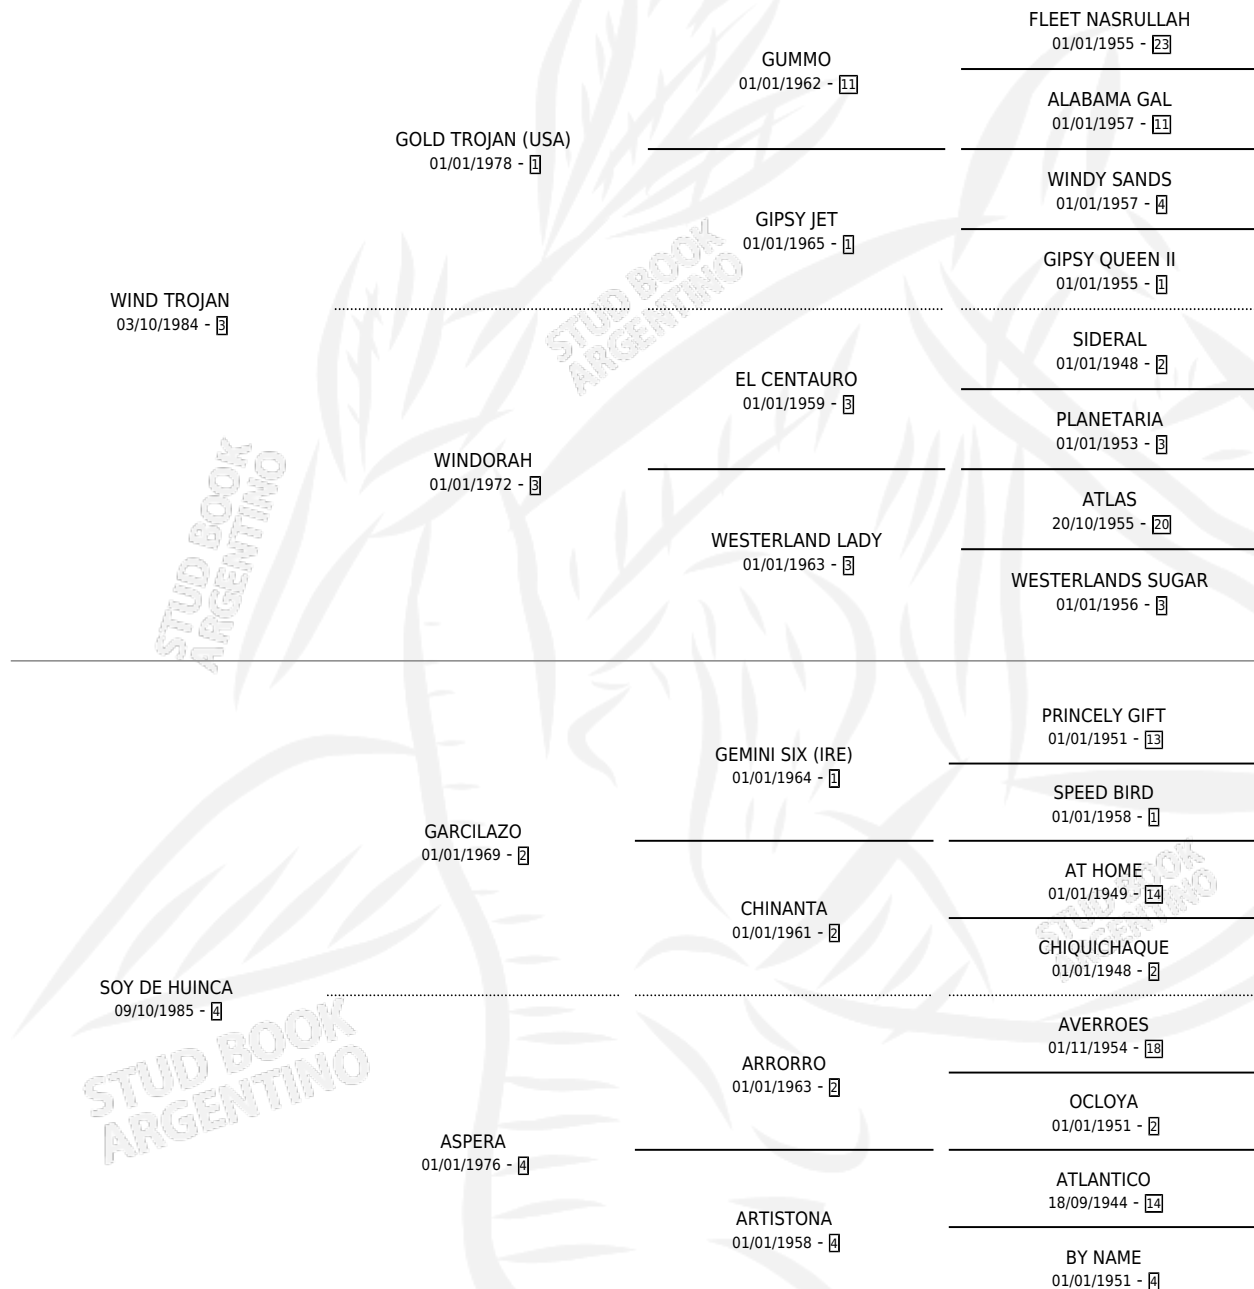 FLEET NASRULLAH
01/01/1955 - 23
GUMMO
01/01/1962 - 11
ALABAMA GAL
01/01/1957 - 11
GOLD TROJAN (USA)
01/01/1978 - 1
WINDY SANDS
01/01/1957 - 4
GIPSY JET
01/01/1965 - 1
GIPSY QUEEN II
01/01/1955 - 1
WIND TROJAN
03/10/1984 - 3
SIDERAL
01/01/1948 - 2
EL CENTAURO
01/01/1959 - 3
PLANETARIA
01/01/1953 - 3
WINDORAH
01/01/1972 - 3
ATLAS
20/10/1955 - 20
WESTERLAND LADY
01/01/1963 - 3
WESTERLANDS SUGAR
01/01/1956 - 3
PRINCELY GIFT
01/01/1951 - 13
GEMINI SIX (IRE)
01/01/1964 - 1
SPEED BIRD
01/01/1958 - 1
GARCILAZO
01/01/1969 - 2
AT HOME
01/01/1949 - 14
CHINANTA
01/01/1961 - 2
CHIQUICHAQUE
01/01/1948 - 2
SOY DE HUINCA
09/10/1985 - 4
AVERROES
01/11/1954 - 18
ARRORRO
01/01/1963 - 2
OCLOYA
01/01/1951 - 2
ASPERA
01/01/1976 - 4
ATLANTICO
18/09/1944 - 14
ARTISTONA
01/01/1958 - 4
BY NAME
01/01/1951 - 4
STUD BOOK
ARGENTINO
STUD BOOK
ARGENTINO
STUD BOOK
ARGENTINO
STUD BOOK
ARGENTINO